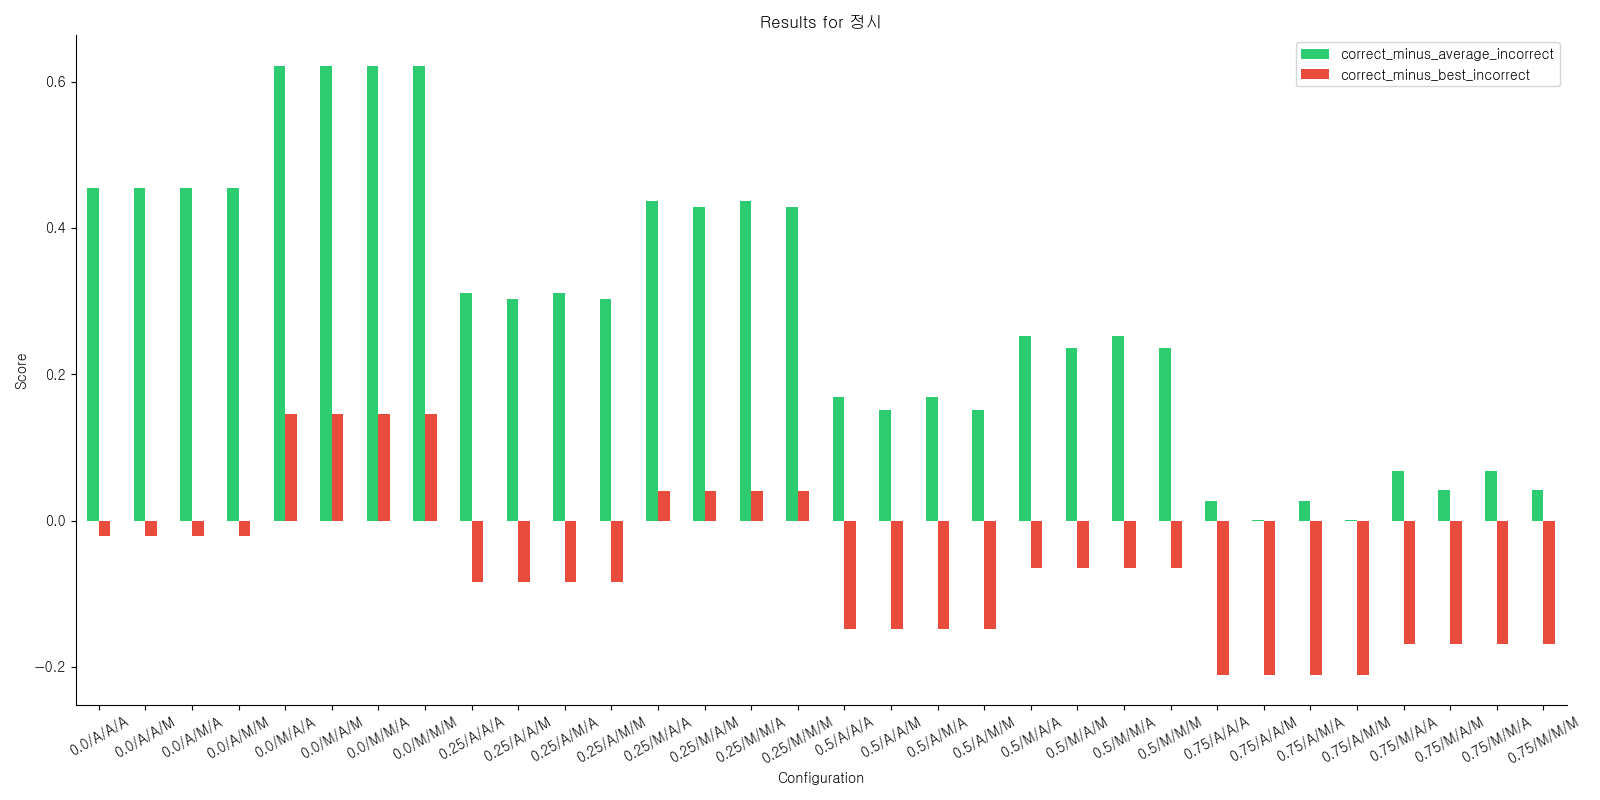 Results for 정시
correct_minus_average_incorrect
correct_minus_best_incorrect
0.6
0.4
0.2
0.0
−0.2
Score
0.0/A/A/A
0.0/A/A/M
0.0/A/M/A
0.0/A/M/M
0.0/M/A/A
0.0/M/A/M
0.0/M/M/A
0.0/M/M/M
0.25/A/A/A
0.25/A/A/M
0.25/A/M/A
0.25/A/M/M
0.25/M/A/A
0.25/M/A/M
0.25/M/M/A
0.25/M/M/M
0.5/A/A/A
0.5/A/A/M
0.5/A/M/A
0.5/A/M/M
0.5/M/A/A
0.5/M/A/M
0.5/M/M/A
0.5/M/M/M
0.75/A/A/A
0.75/A/A/M
0.75/A/M/A
0.75/A/M/M
0.75/M/A/A
0.75/M/A/M
0.75/M/M/A
0.75/M/M/M
Configuration